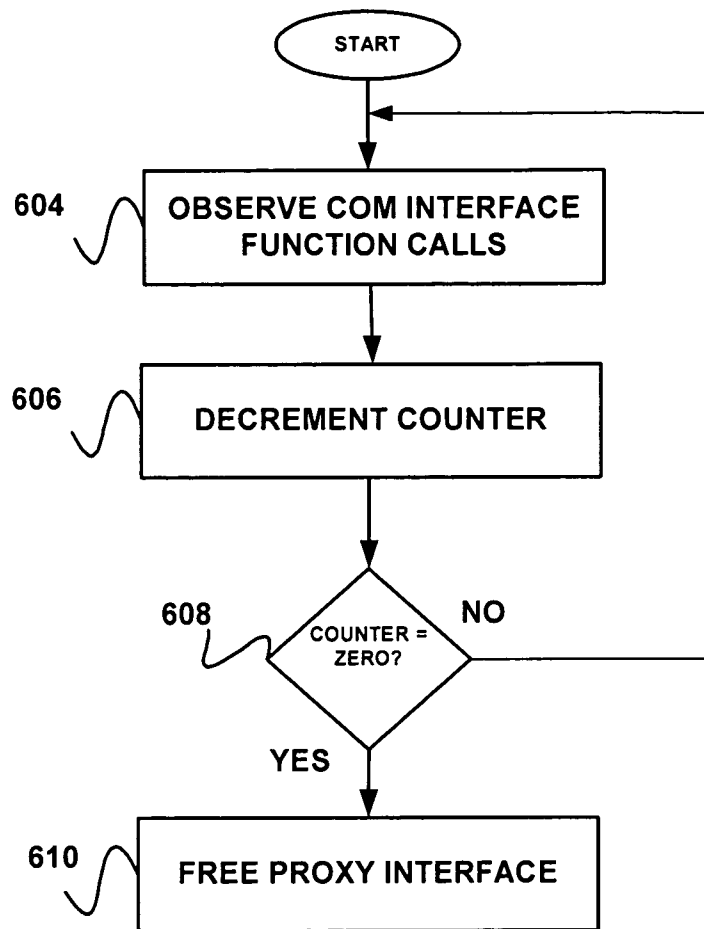 START
604
OBSERVE COM INTERFACE
FUNCTION CALLS
606
DECREMENT COUNTER
608
COUNTER =
ZERO?
NO
YES
610
FREE PROXY INTERFACE